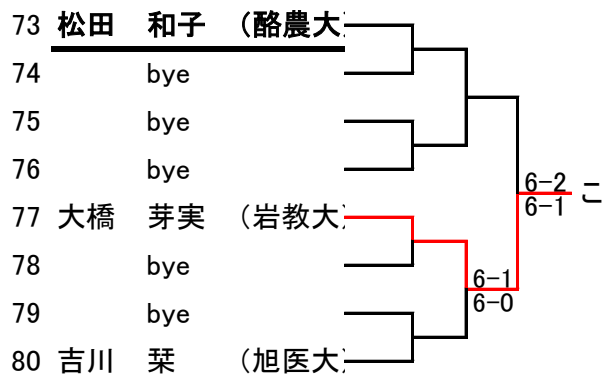 73 松田 和子 (酪農大)
74 bye
75 bye
76 bye
6-2
6-1
こ
77 大橋 芽実 (岩教大)
78 bye
6-1
6-0
79 bye
80 吉川 栞 (旭医大)